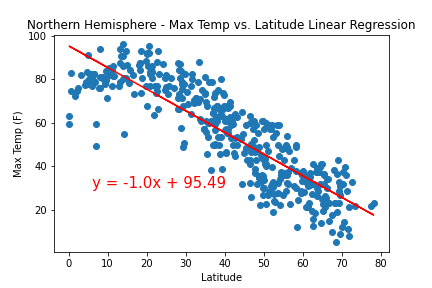 Northern Hemisphere - Max Temp vs. Latitude Linear Regression
100
80
60
40
20
Max Temp (F)
y = -1.0x + 95.49
0 10 20 30 40 50 60 70 80
Latitude